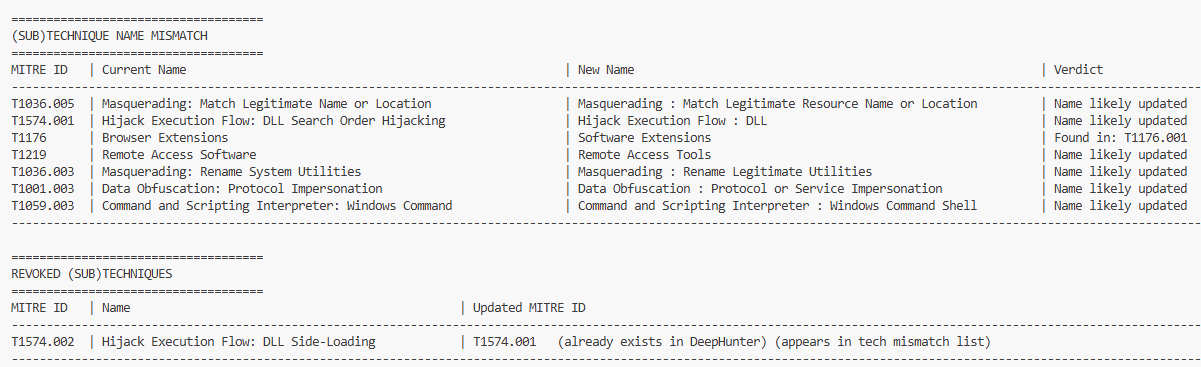 ====================================
(SUB)TECHNIQUE NAME MISMATCH
====================================
MITRE ID | Current Name | New Name | Verdict
T1036.005 | Masquerading: Match Legitimate Name or Location | Masquerading : Match Legitimate Resource Name or Location | Name likely updated
T1574.001 | Hijack Execution Flow: DLL Search Order Hijacking | Hijack Execution Flow : DLL | Name likely updated
T1176 | Browser Extensions | Software Extensions | Found in: T1176.001
T1219 | Remote Access Software | Remote Access Tools | Name likely updated
T1036.003 | Masquerading: Rename System Utilities | Masquerading : Rename Legitimate Utilities | Name likely updated
T1001.003 | Data Obfuscation: Protocol Impersonation | Data Obfuscation : Protocol or Service Impersonation | Name likely updated
T1059.003 | Command and Scripting Interpreter: Windows Command | Command and Scripting Interpreter : Windows Command Shell | Name likely updated
====================================
REVOKED (SUB)TECHNIQUES
====================================
MITRE ID | Name | Updated MITRE ID
T1574.002 | Hijack Execution Flow: DLL Side-Loading | T1574.001 (already exists in DeepHunter) (appears in tech mismatch list)